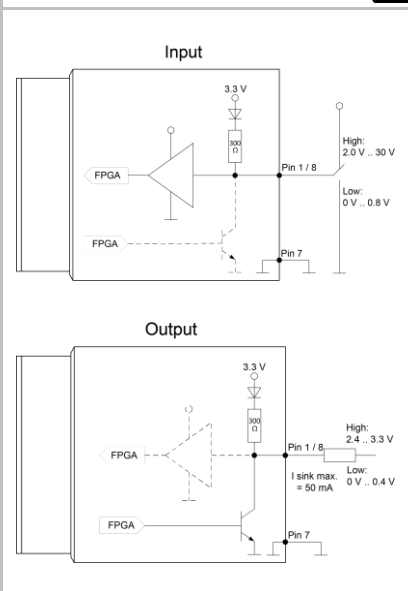 Input
3.3 V
300
Ω
High:
2.0 V .. 30 V
FPGA
Pin 1 / 8
Low:
0 V .. 0.8 V
FPGA
Pin 7
Output
3.3 V
300
Ω
High:
2.4 .. 3.3 V
FPGA
Pin 1 / 8
I sink max.
= 50 mA
Low:
0 V .. 0.4 V
FPGA
Pin 7